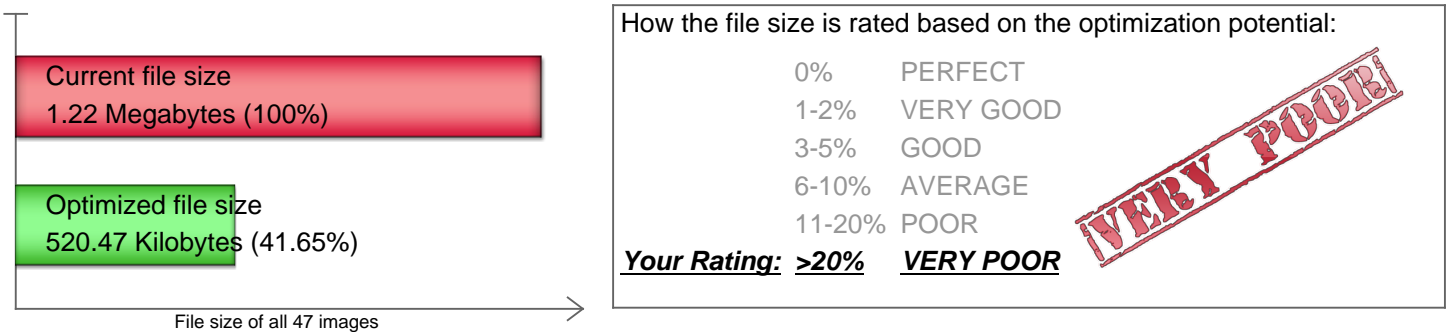 Current file size
1.22 Megabytes (100%)
Optimized file size
520.47 Kilobytes (41.65%)
File size of all 47 images
How the file size is rated based on the optimization potential:
0% PERFECT
1-2% VERY GOOD
3-5% GOOD
6-10% AVERAGE
11-20% POOR
Your Rating: >20% VERY POOR
VERY POOR